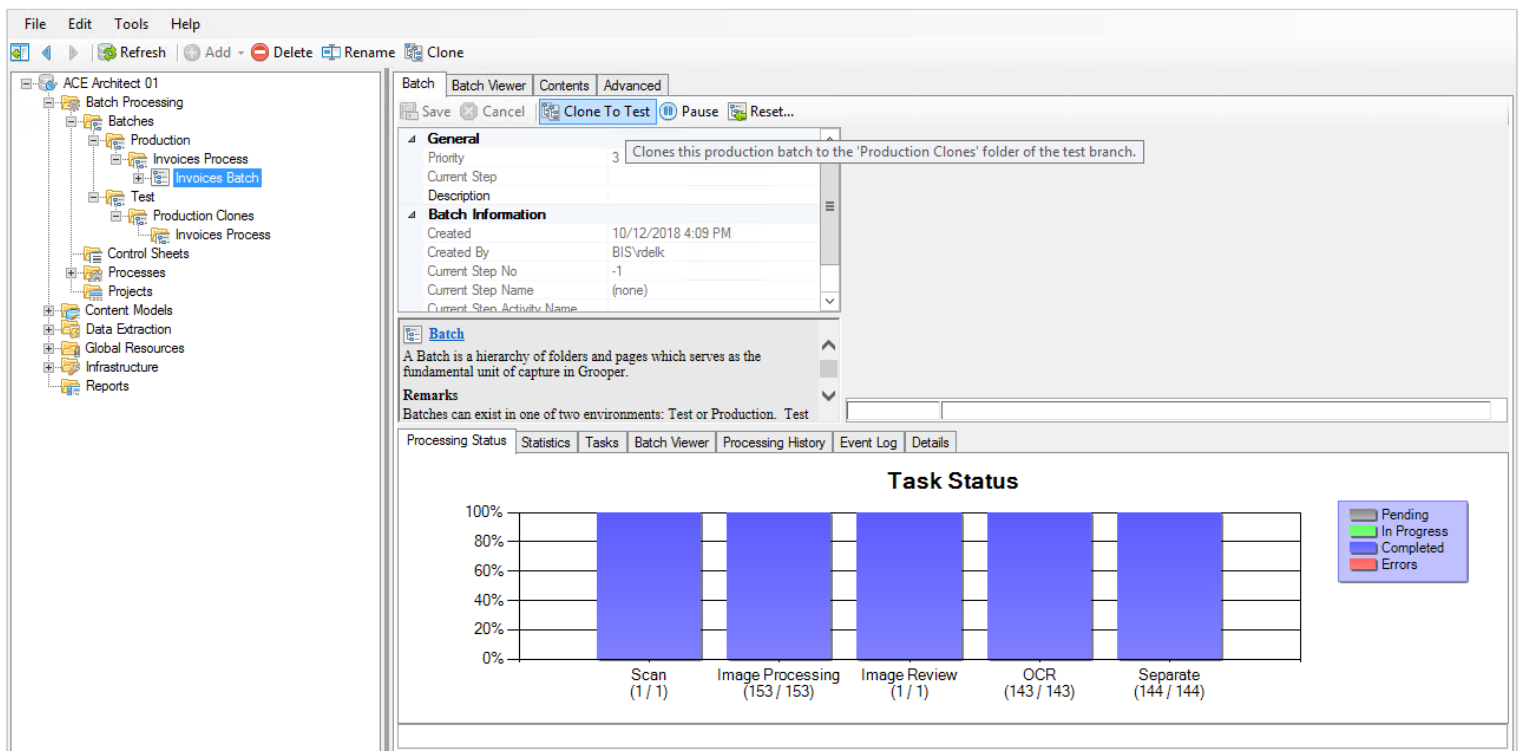 File Edit Tools Help
Refresh Add Delete Rename Clone
ACE Architect 01
Batch Processing
Batches
Production
Invoices Process
Invoices Batch
Test
Production Clones
Invoices Process
Control Sheets
Processes
Projects
Content Models
Data Extraction
Global Resources
Infrastructure
Reports
Batch Batch Viewer Contents Advanced
Save Cancel Clone To Test Pause Reset...
Clones this production batch to the 'Production Clones' folder of the test branch.
General
Priority 3
Current Step
Description
Batch Information
Created 10/12/2018 4:09 PM
Created By BIS\rdelk
Current Step No -1
Current Step Name (none)
Current Step Activity Name
Batch
A Batch is a hierarchy of folders and pages which serves as the
fundamental unit of capture in Grooper.
Remarks
Batches can exist in one of two environments: Test or Production. Test
Processing Status Statistics Tasks Batch Viewer Processing History Event Log Details
Task Status
100%
80%
60%
40%
20%
0%
Scan Image Processing Image Review OCR Separate
(1 / 1) (153 / 153) (1 / 1) (143 / 143) (144 / 144)
Pending
In Progress
Completed
Errors